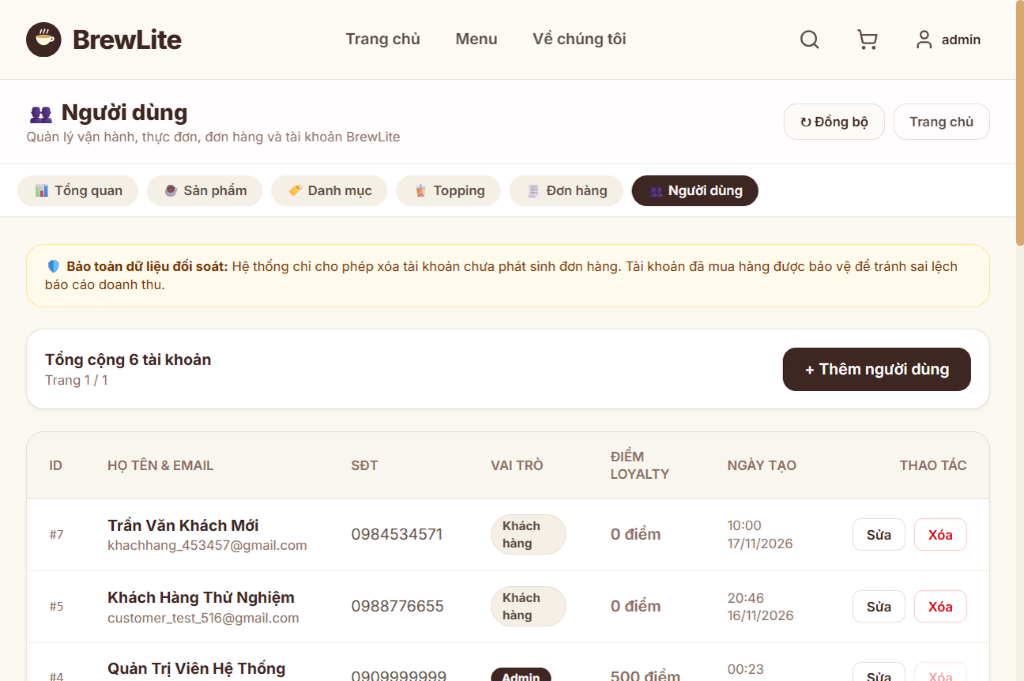 BrewLite
Trang chủ
Menu
Về chúng tôi
admin
Người dùng
Quản lý vận hành, thực đơn, đơn hàng và tài khoản BrewLite
↻ Đồng bộ
Trang chủ
Tổng quan
Sản phẩm
Danh mục
Topping
Đơn hàng
Người dùng
Bảo toàn dữ liệu đối soát: Hệ thống chỉ cho phép xóa tài khoản chưa phát sinh đơn hàng. Tài khoản đã mua hàng được bảo vệ để tránh sai lệch
báo cáo doanh thu.
Tổng cộng 6 tài khoản
Trang 1 / 1
+ Thêm người dùng
ID
HỌ TÊN & EMAIL
SĐT
VAI TRÒ
ĐIỂM
LOYALTY
NGÀY TẠO
THAO TÁC
#7
Trần Văn Khách Mới
khachhang_453457@gmail.com
0984534571
Khách
hàng
0 điểm
10:00
17/11/2026
Sửa
Xóa
#5
Khách Hàng Thử Nghiệm
customer_test_516@gmail.com
0988776655
Khách
hàng
0 điểm
20:46
16/11/2026
Sửa
Xóa
#4
Quản Trị Viên Hệ Thống
0909999999
Admin
500 điểm
00:23
Sửa
Xóa